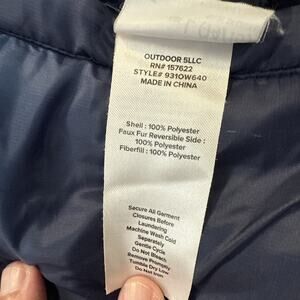 OUTDOOR 5LLC
RN# 157622
STYLE# 931OW640
MADE IN CHINA
Shell : 100% Polyester
Faux Fur Reversible Side :
100% Polyester
Fiberfill : 100% Polyester
Secure All Garment
Closures Before
Laundering
Machine Wash Cold
Separately
Gentle Cycle
Do Not Bleach
Remove Promptly
Tumble Dry Low
Do Not Iron